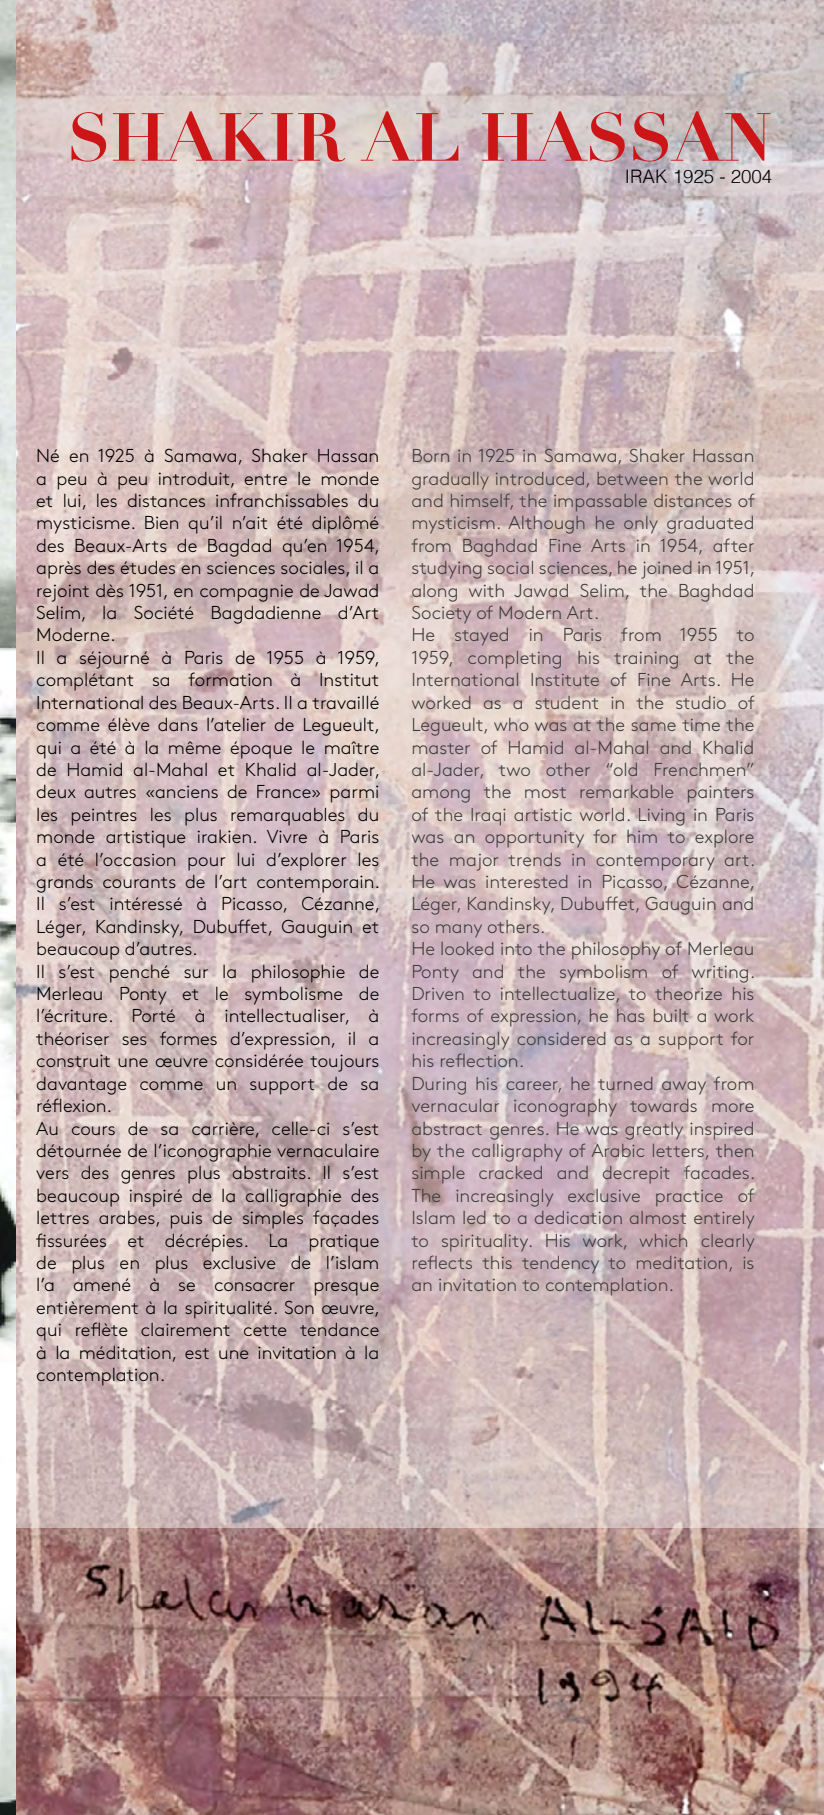 SHAKIR AL HASSAN
IRAK 1925 - 2004
Né en 1925 à Samawa, Shaker Hassan
a peu à peu introduit, entre le monde
et lui, les distances infranchissables du
mysticisme. Bien qu’il n’ait été diplômé
des Beaux-Arts de Bagdad qu’en 1954,
après des études en sciences sociales, il a
rejoint dès 1951, en compagnie de Jawad
Selim, la Société Bagdadienne d’Art
Moderne.
Il a séjourné à Paris de 1955 à 1959,
complétant sa formation à Institut
International des Beaux-Arts. Il a travaillé
comme élève dans l’atelier de Legueult,
qui a été à la même époque le maître
de Hamid al-Mahal et Khalid al-Jader,
deux autres «anciens de France» parmi
les peintres les plus remarquables du
monde artistique irakien. Vivre à Paris
a été l’occasion pour lui d’explorer les
grands courants de l’art contemporain.
Il s’est intéressé à Picasso, Cézanne,
Léger, Kandinsky, Dubuffet, Gauguin et
beaucoup d’autres.
Il s’est penché sur la philosophie de
Merleau Ponty et le symbolisme de
l’écriture. Porté à intellectualiser, à
théoriser ses formes d’expression, il a
construit une œuvre considérée toujours
davantage comme un support de sa
réflexion.
Au cours de sa carrière, celle-ci s’est
détournée de l’iconographie vernaculaire
vers des genres plus abstraits. Il s’est
beaucoup inspiré de la calligraphie des
lettres arabes, puis de simples façades
fissurées et décrépies. La pratique
de plus en plus exclusive de l’islam
l’a amené à se consacrer presque
entièrement à la spiritualité. Son œuvre,
qui reflète clairement cette tendance
à la méditation, est une invitation à la
contemplation.
Born in 1925 in Samawa, Shaker Hassan
gradually introduced, between the world
and himself, the impassable distances of
mysticism. Although he only graduated
from Baghdad Fine Arts in 1954, after
studying social sciences, he joined in 1951,
along with Jawad Selim, the Baghdad
Society of Modern Art.
He stayed in Paris from 1955 to
1959, completing his training at the
International Institute of Fine Arts. He
worked as a student in the studio of
Legueult, who was at the same time the
master of Hamid al-Mahal and Khalid
al-Jader, two other “old Frenchmen”
among the most remarkable painters
of the Iraqi artistic world. Living in Paris
was an opportunity for him to explore
the major trends in contemporary art.
He was interested in Picasso, Cézanne,
Léger, Kandinsky, Dubuffet, Gauguin and
so many others.
He looked into the philosophy of Merleau
Ponty and the symbolism of writing.
Driven to intellectualize, to theorize his
forms of expression, he has built a work
increasingly considered as a support for
his reflection.
During his career, he turned away from
vernacular iconography towards more
abstract genres. He was greatly inspired
by the calligraphy of Arabic letters, then
simple cracked and decrepit facades.
The increasingly exclusive practice of
Islam led to a dedication almost entirely
to spirituality. His work, which clearly
reflects this tendency to meditation, is
an invitation to contemplation.
AL-SAID
1994